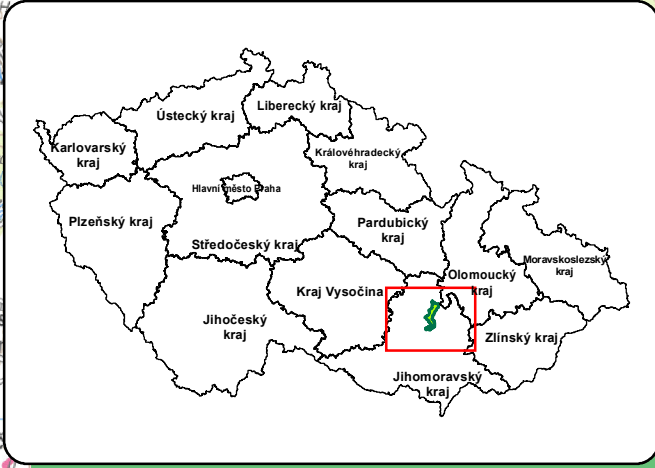 Liberecký kraj
Ústecký kraj
Karlovarský
kraj
Královéhradecký
kraj
Hlavní město Praha
Plzeňský kraj
Pardubický
kraj
Středočeský kraj
Moravskoslezský
kraj
Olomoucký
kraj
Kraj Vysočina
Jihočeský
kraj
Zlínský kraj
Jihomoravský
kraj